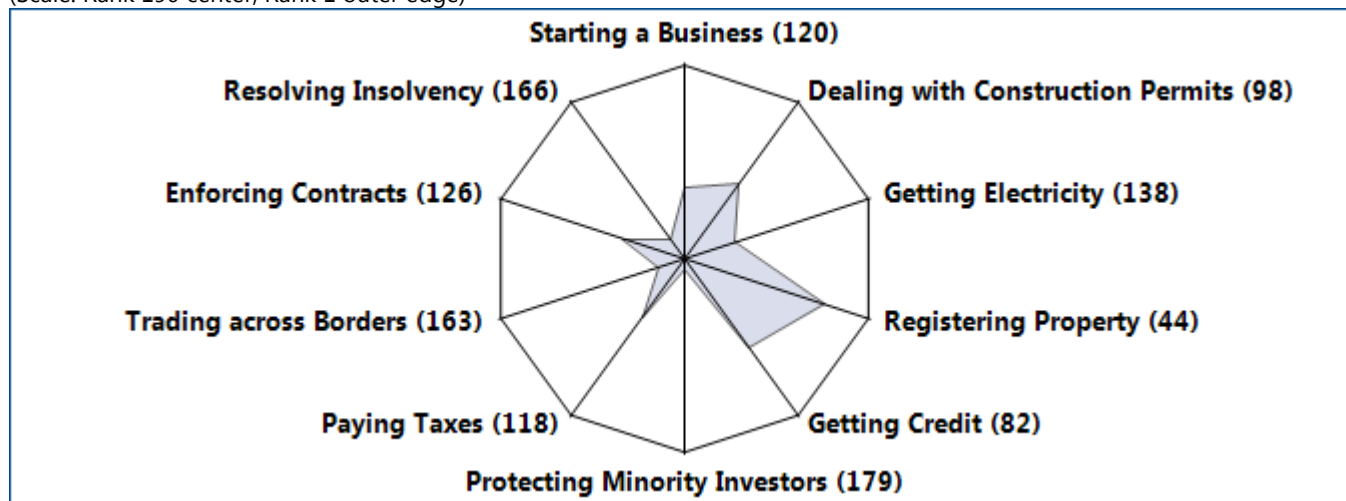 (Scale: Rank 190 center, Rank 1 outer edge)
Starting a Business (120)
Resolving Insolvency (166)
Dealing with Construction Permits (98)
Enforcing Contracts (126)
Getting Electricity (138)
Trading across Borders (163)
Registering Property (44)
Paying Taxes (118)
Getting Credit (82)
Protecting Minority Investors (179)